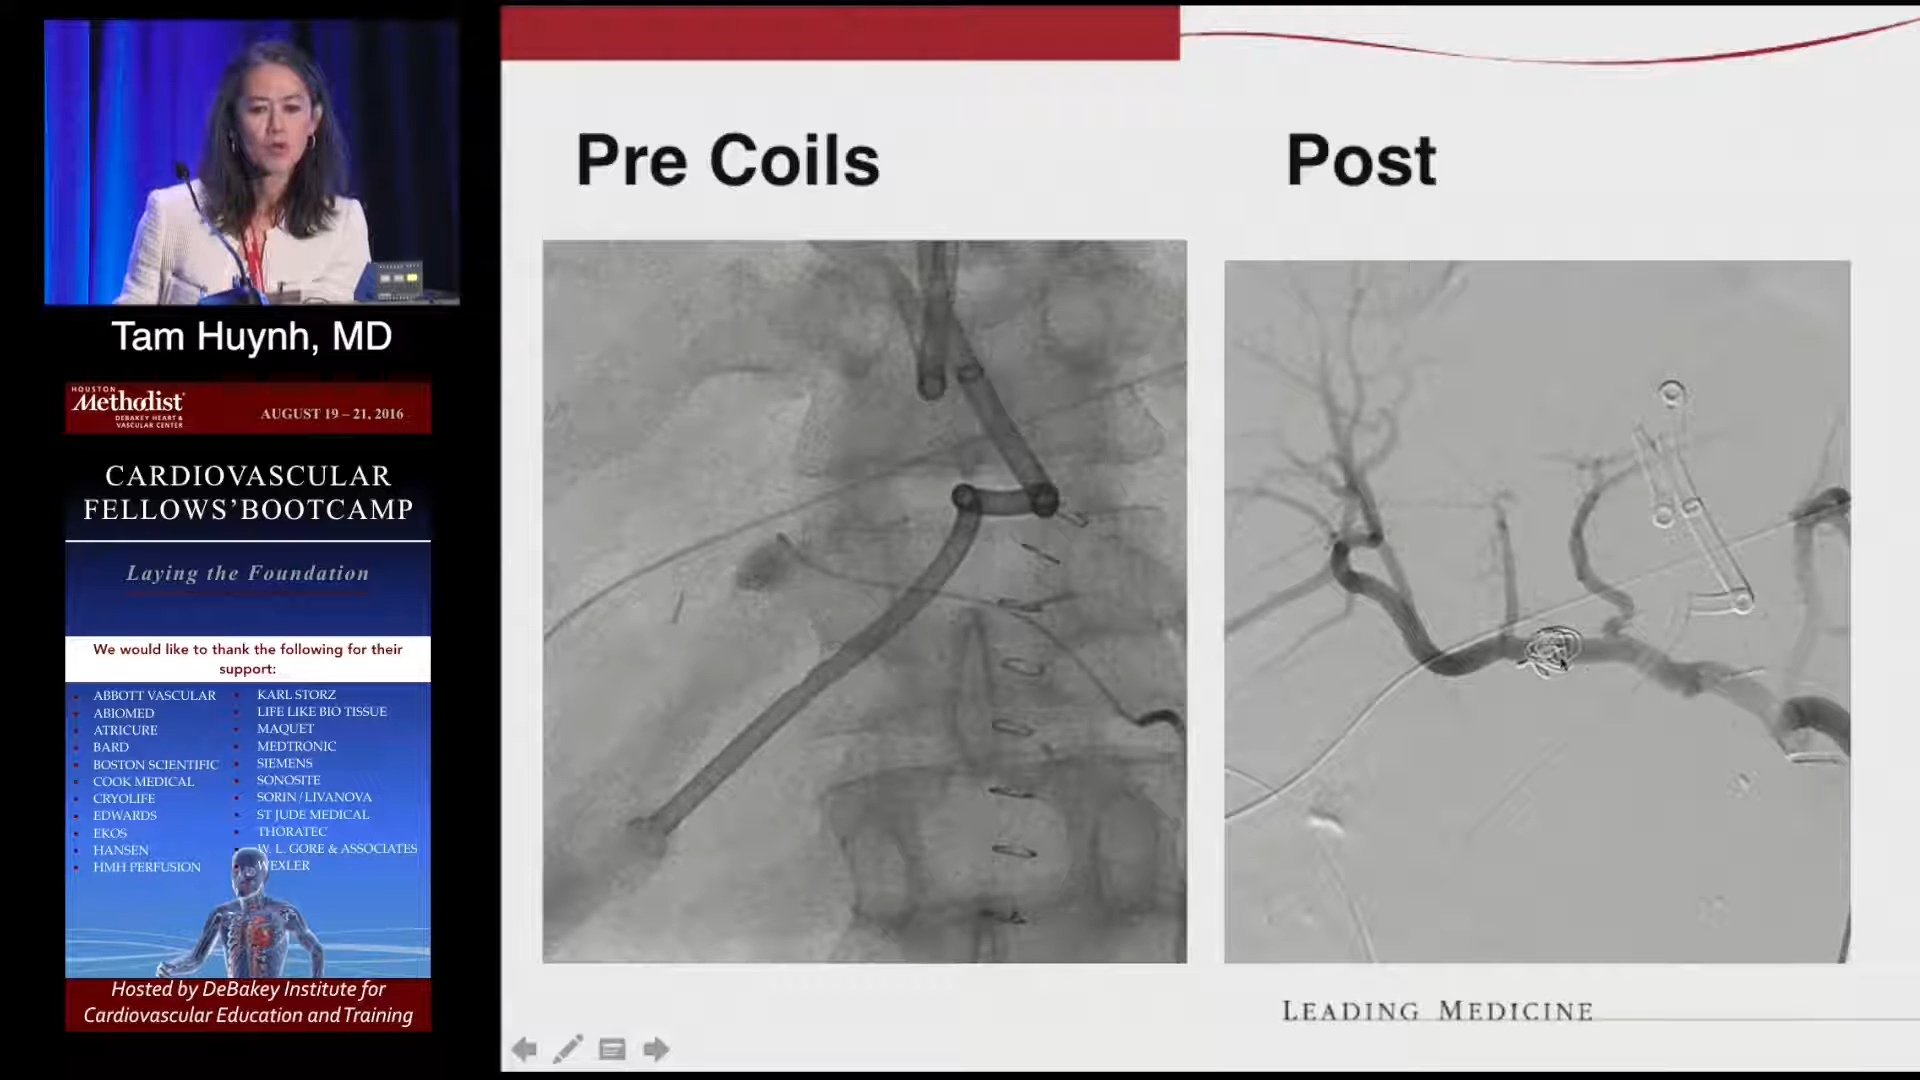 Tam Huynh, MD
HOUSTON
Methodist
DEBAKEY HEART &
VASCULAR CENTER
AUGUST 19 – 21, 2016
CARDIOVASCULAR
FELLOWS'BOOTCAMP
Laying the Foundation
We would like to thank the following for their
support:
ABBOTT VASCULAR
ABIOMED
ATRICURE
BARD
BOSTON SCIENTIFIC
COOK MEDICAL
CRYOLIFE
EDWARDS
EKOS
HANSEN
HMH PERFUSION
KARL STORZ
LIFE LIKE BIO TISSUE
MAQUET
MEDTRONIC
SIEMENS
SONOSITE
SORIN/LIVANOVA
ST JUDE MEDICAL
THORATEC
W. L. GORE & ASSOCIATES
WEXLER
Hosted by DeBakey Institute for
Cardiovascular Education and Training
Pre Coils
Post
LEADING MEDICINE